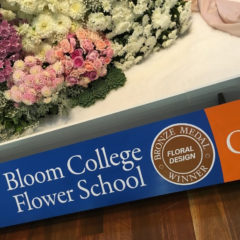 Bloom College
Flower School
BRONZE MEDAL
FLORAL
DESIGN
WINNER